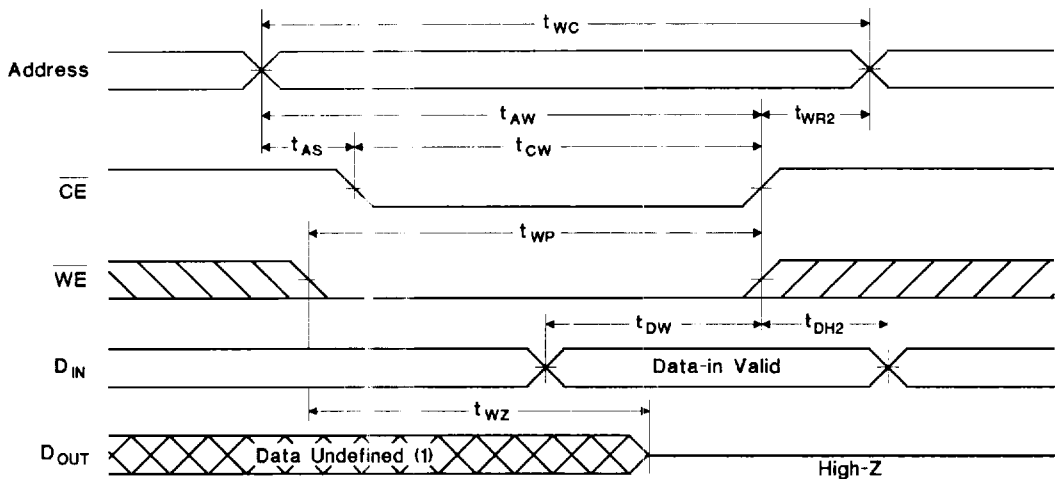 t WC
Address
t AW
t WR2
t AS
t CW
CE
t WP
WE
t DW
t DH2
D IN
Data-in Valid
t WZ
D OUT
Data Undefined (1)
High-Z